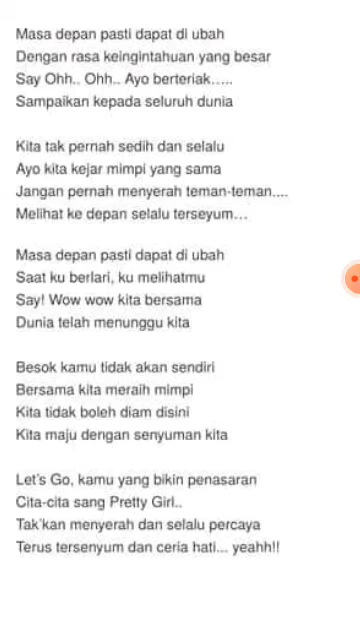 Masa depan pasti dapat di ubah
Dengan rasa keingintahuan yang besar
Say Ohh.. Ohh.. Ayo berteriak.....
Sampaikan kepada seluruh dunia
Kita tak pernah sedih dan selalu
Ayo kita kejar mimpi yang sama
Jangan pernah menyerah teman-teman....
Melihat ke depan selalu terseyum...
Masa depan pasti dapat di ubah
Saat ku berlari, ku melihatmu
Say! Wow wow kita bersama
Dunia telah menunggu kita
Besok kamu tidak akan sendiri
Bersama kita meraih mimpi
Kita tidak boleh diam disini
Kita maju dengan senyuman kita
Let's Go, kamu yang bikin penasaran
Cita-cita sang Pretty Girl..
Tak'kan menyerah dan selalu percaya
Terus tersenyum dan ceria hati... yeahh!!